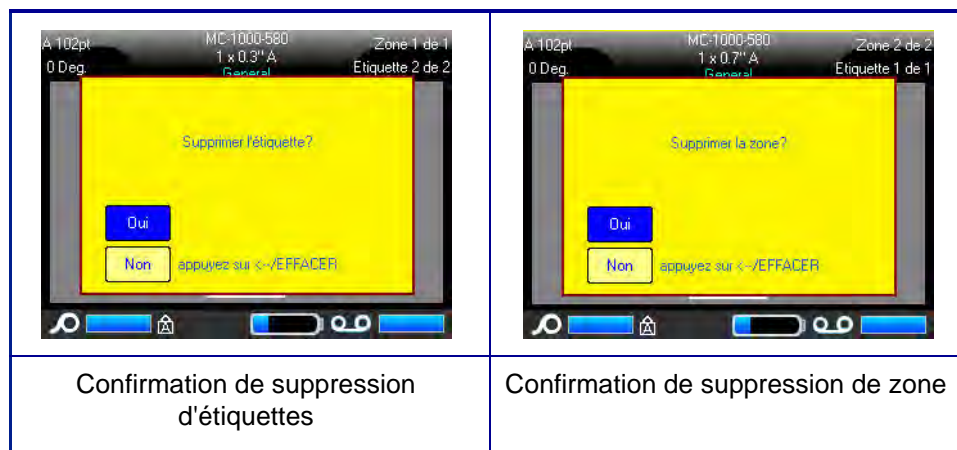 A 102pt
MC-1000-580
Zone 1 de 1
0 Deg.
1 x 0.3" A
Etiquette 2 de 2
General
Supprimer l'étiquette?
Oui
Non
appuyez sur <--/EFFACER
Confirmation de suppression
d'étiquettes
A 102pt
MC-1000-580
Zone 2 de 2
0 Deg.
1 x 0.7" A
Etiquette 1 de 1
General
Supprimer la zone?
Oui
Non
appuyez sur <--/EFFACER
Confirmation de suppression de zone